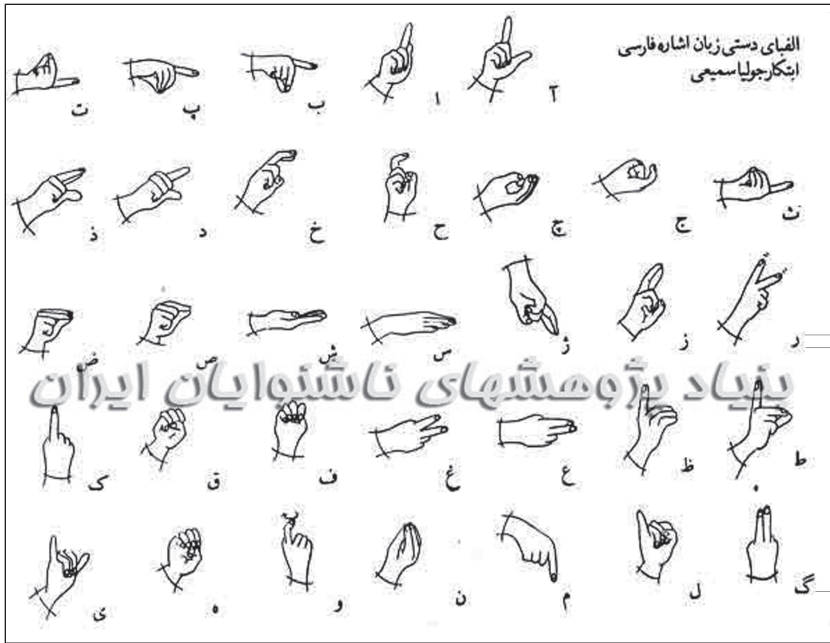 الفبای دستی زبان اشاره فارسی
ابتکار جولیا سمیعی
آ ا ب پ ت
ث ج چ ح خ د ذ
ر ز ژ س ش ص ض
بنیاد پژوهشهای ناشنوایان ایران
ط ظ ع غ ف ق ک
گ ل م ن و ه ی